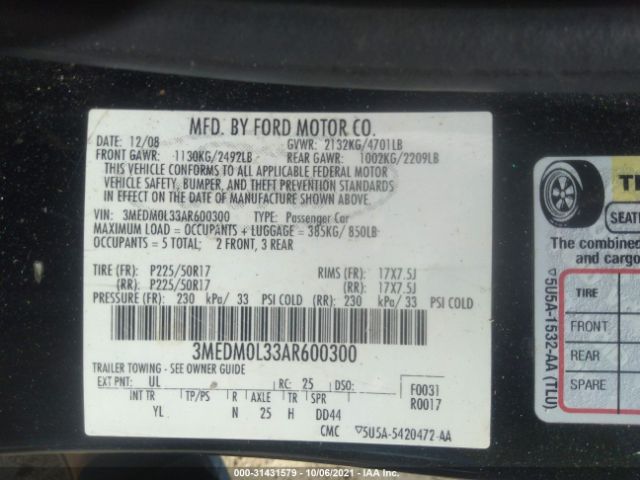 MFD. BY FORD MOTOR CO.
DATE: 12/08 GVWR: 2132KG/4701LB
FRONT GAWR: 1130KG/2492LB REAR GAWR: 1002KG/2209LB
THIS VEHICLE CONFORMS TO ALL APPLICABLE FEDERAL MOTOR
VEHICLE SAFETY, BUMPER, AND THEFT PREVENTION STANDARDS
IN EFFECT ON THE DATE OF MANUFACTURE SHOWN ABOVE.
VIN: 3MEDM0L33AR600300 TYPE: Passenger Car
MAXIMUM LOAD = OCCUPANTS + LUGGAGE = 385KG/ 850LB
OCCUPANTS = 5 TOTAL; 2 FRONT, 3 REAR
TIRE (FR): P225/50R17 RIMS (FR): 17X7.5J
(RR): P225/50R17 (RR): 17X7.5J
PRESSURE (FR): 230 kPa/ 33 PSI COLD (RR): 230 kPa/ 33 PSI COLD
3MEDM0L33AR600300
TRAILER TOWING - SEE OWNER GUIDE
EXT PNT: UL RC: 25 DSO: F0031
INT TR TP/PS R AXLE TR SPR R0017
YL N 25 H DD44
CMC ▽5U5A-5420472-AA
▽5U5A-1532-AA (TLU)
SEATI
The combined
and cargo
TIRE
FRONT
REAR
SPARE
000-31431579 - 10/06/2021 - IAA Inc.